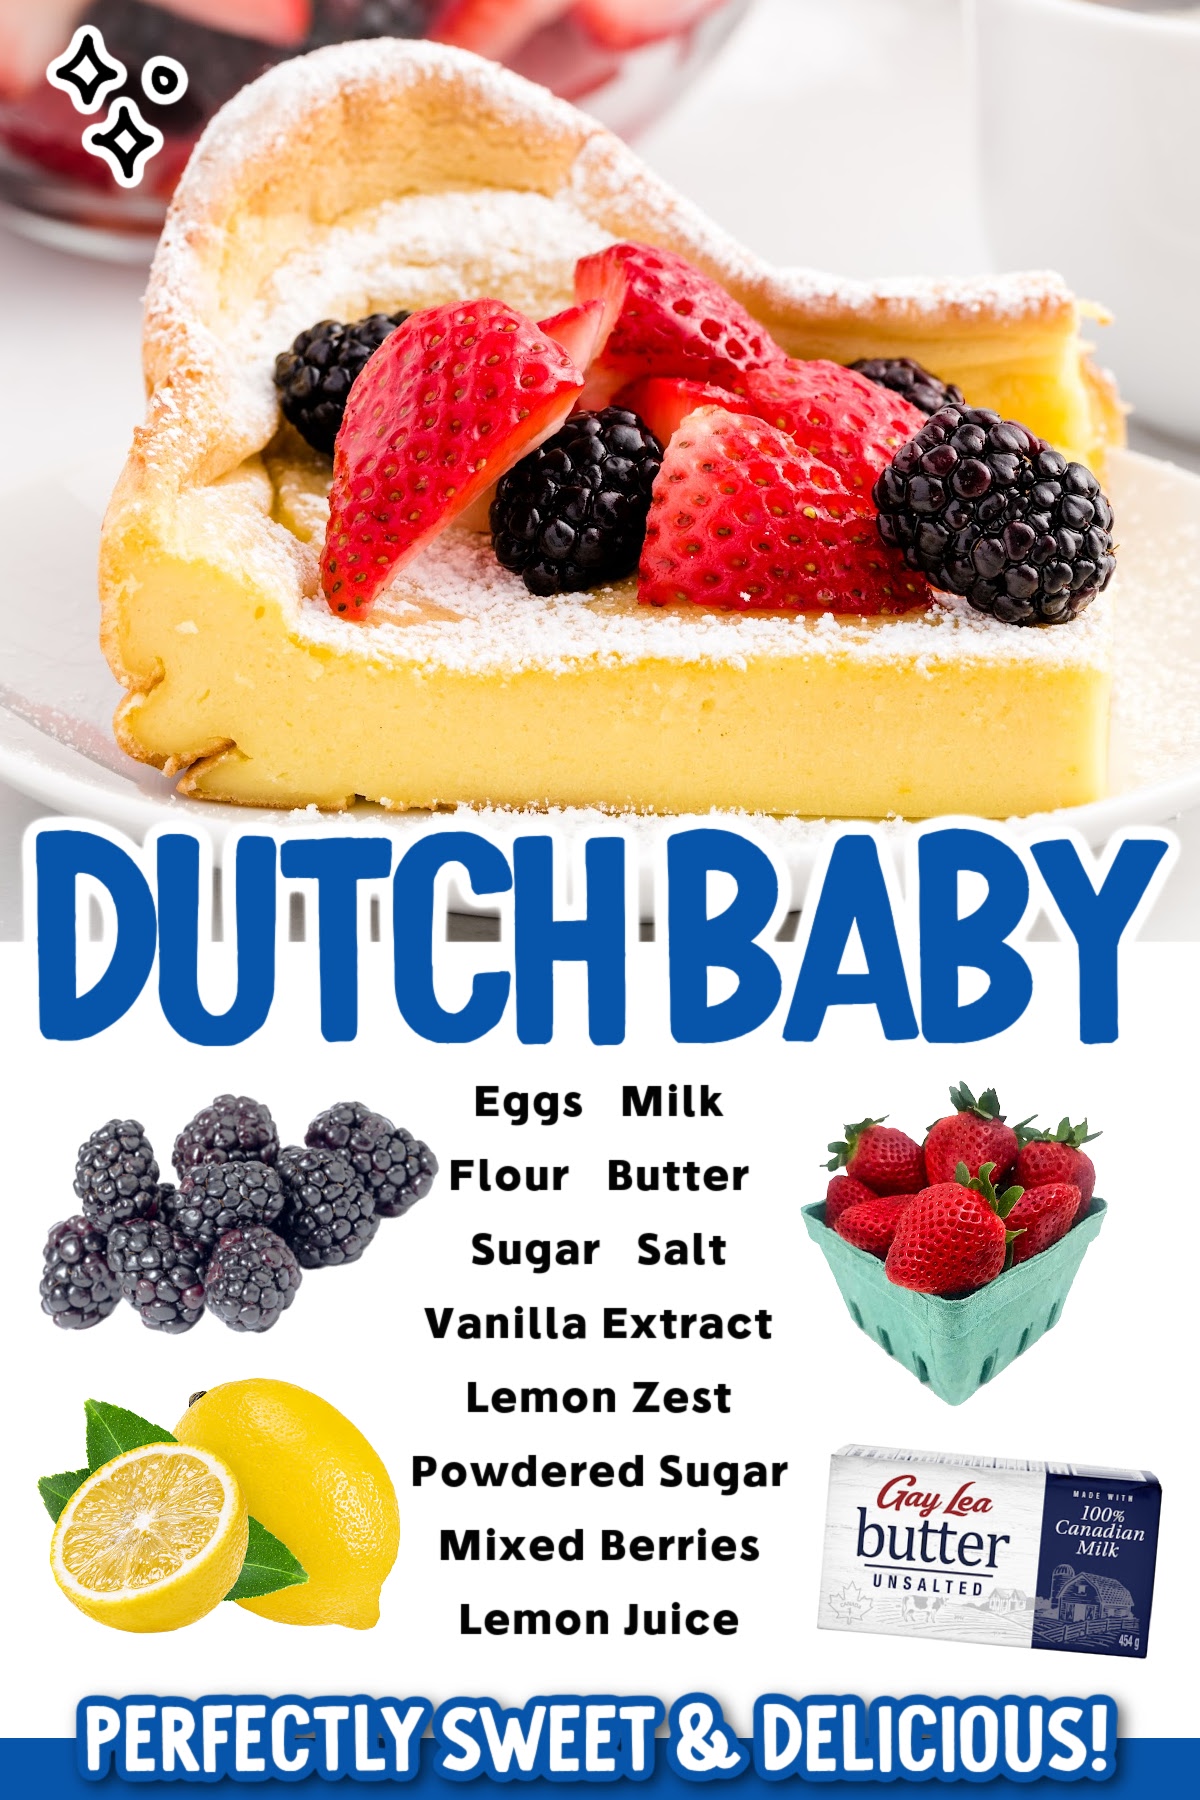 DUTCH BABY
Eggs Milk
Flour Butter
Sugar Salt
Vanilla Extract
Lemon Zest
Powdered Sugar
Mixed Berries
Lemon Juice
Gay Lea
butter
UNSALTED
MADE WITH
100%
Canadian
Milk
454 g
PERFECTLY SWEET & DELICIOUS!